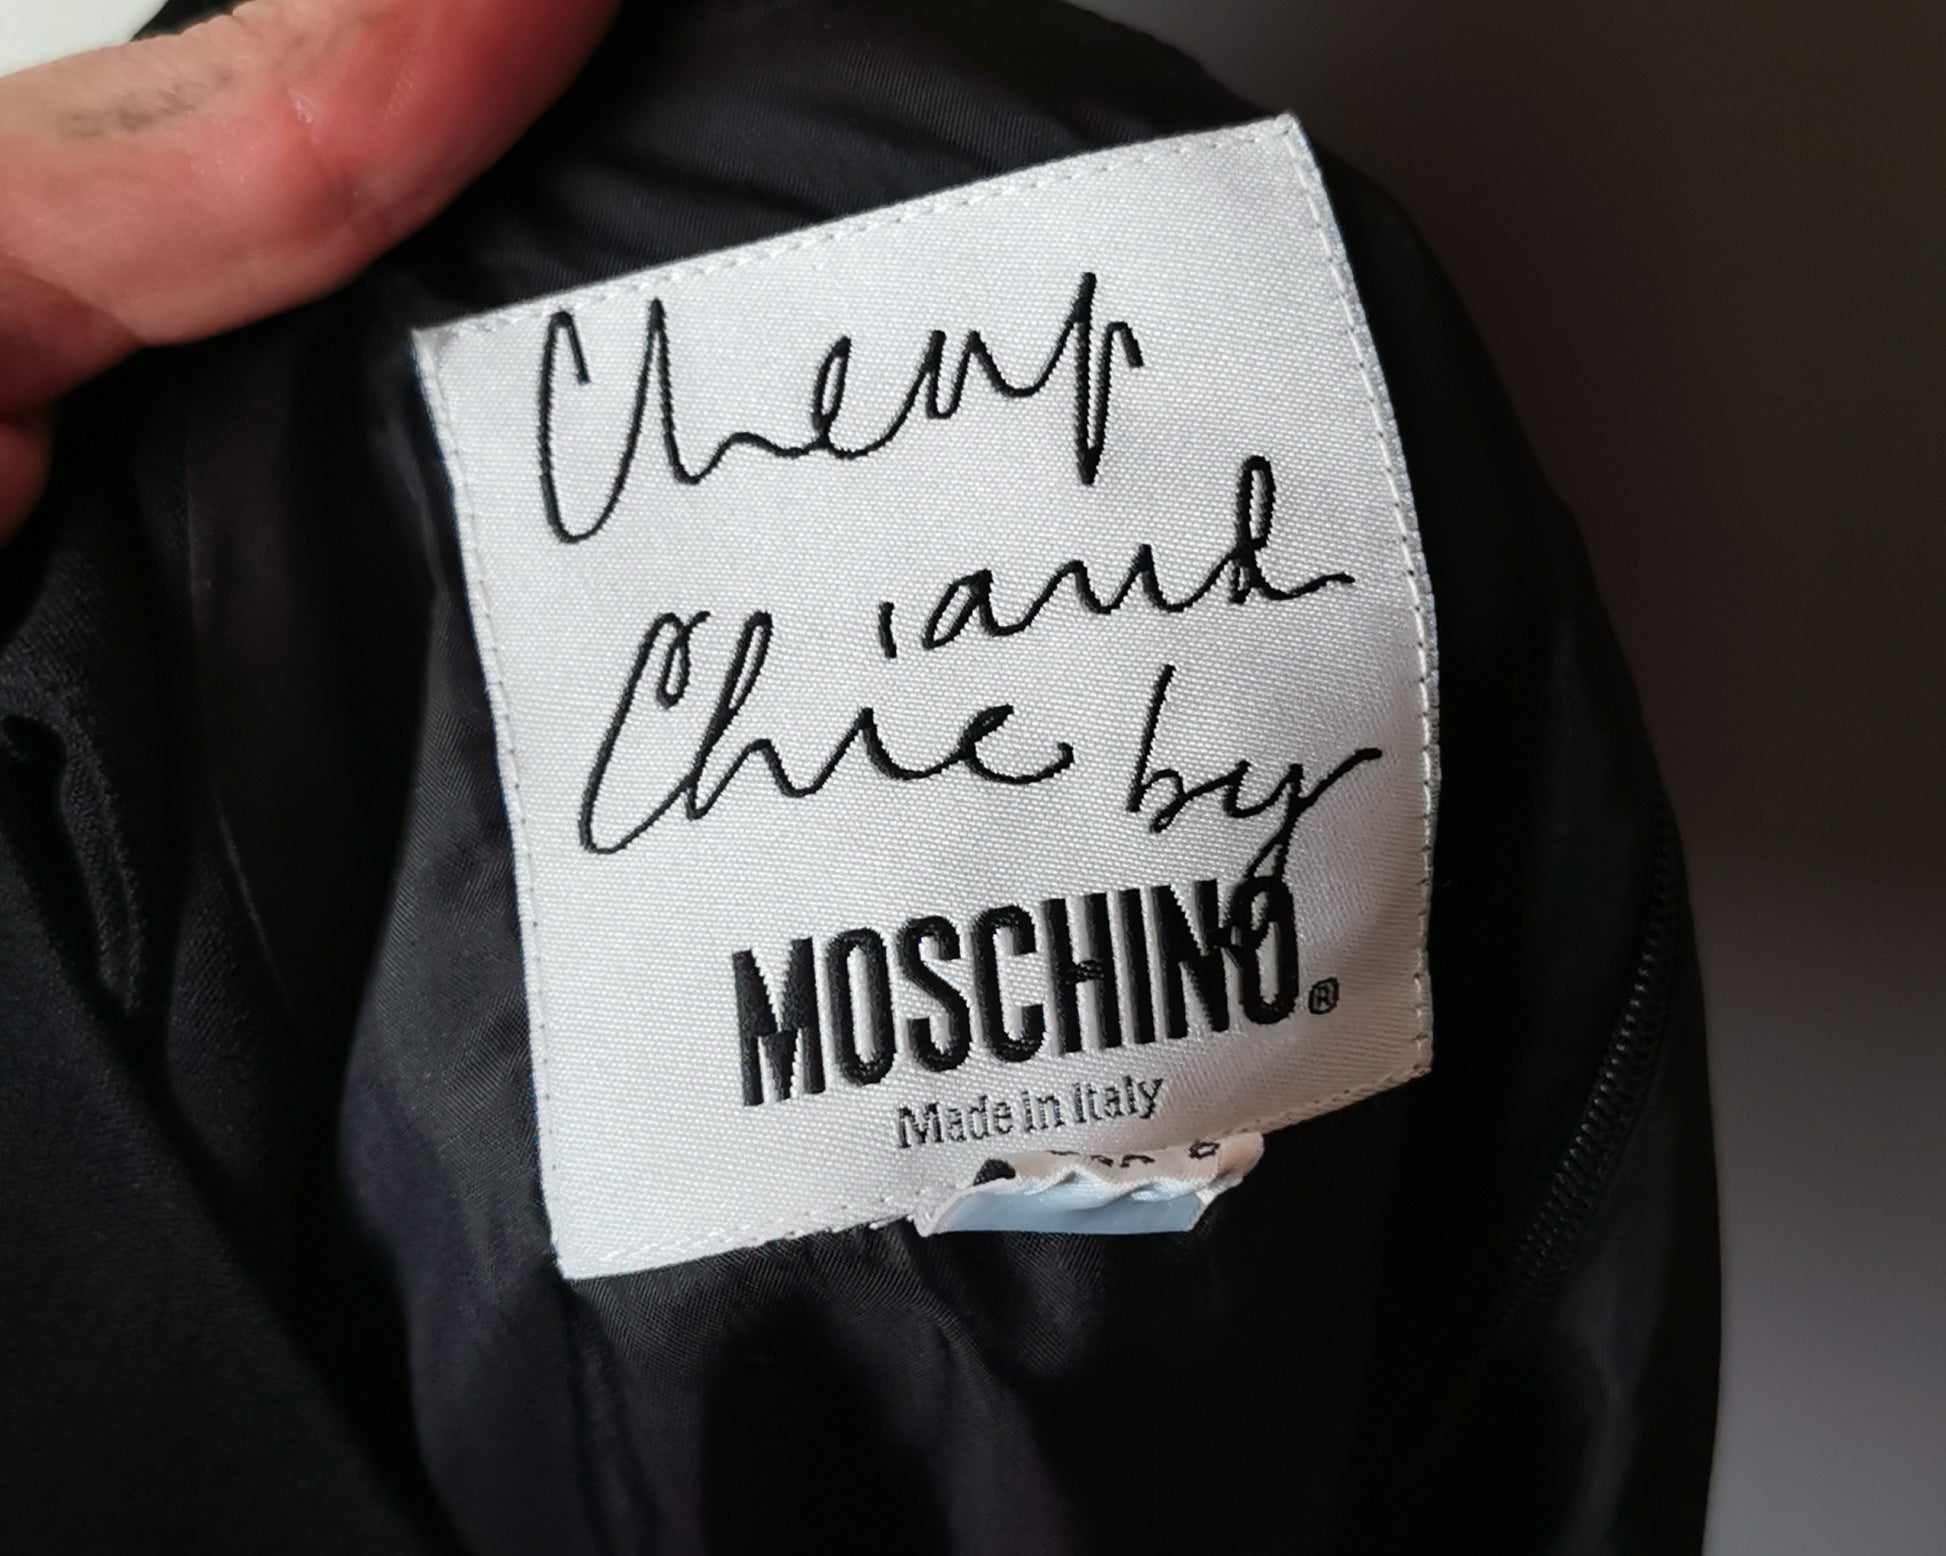 Cheap
and
Chic by
MOSCHINO®
Made in Italy